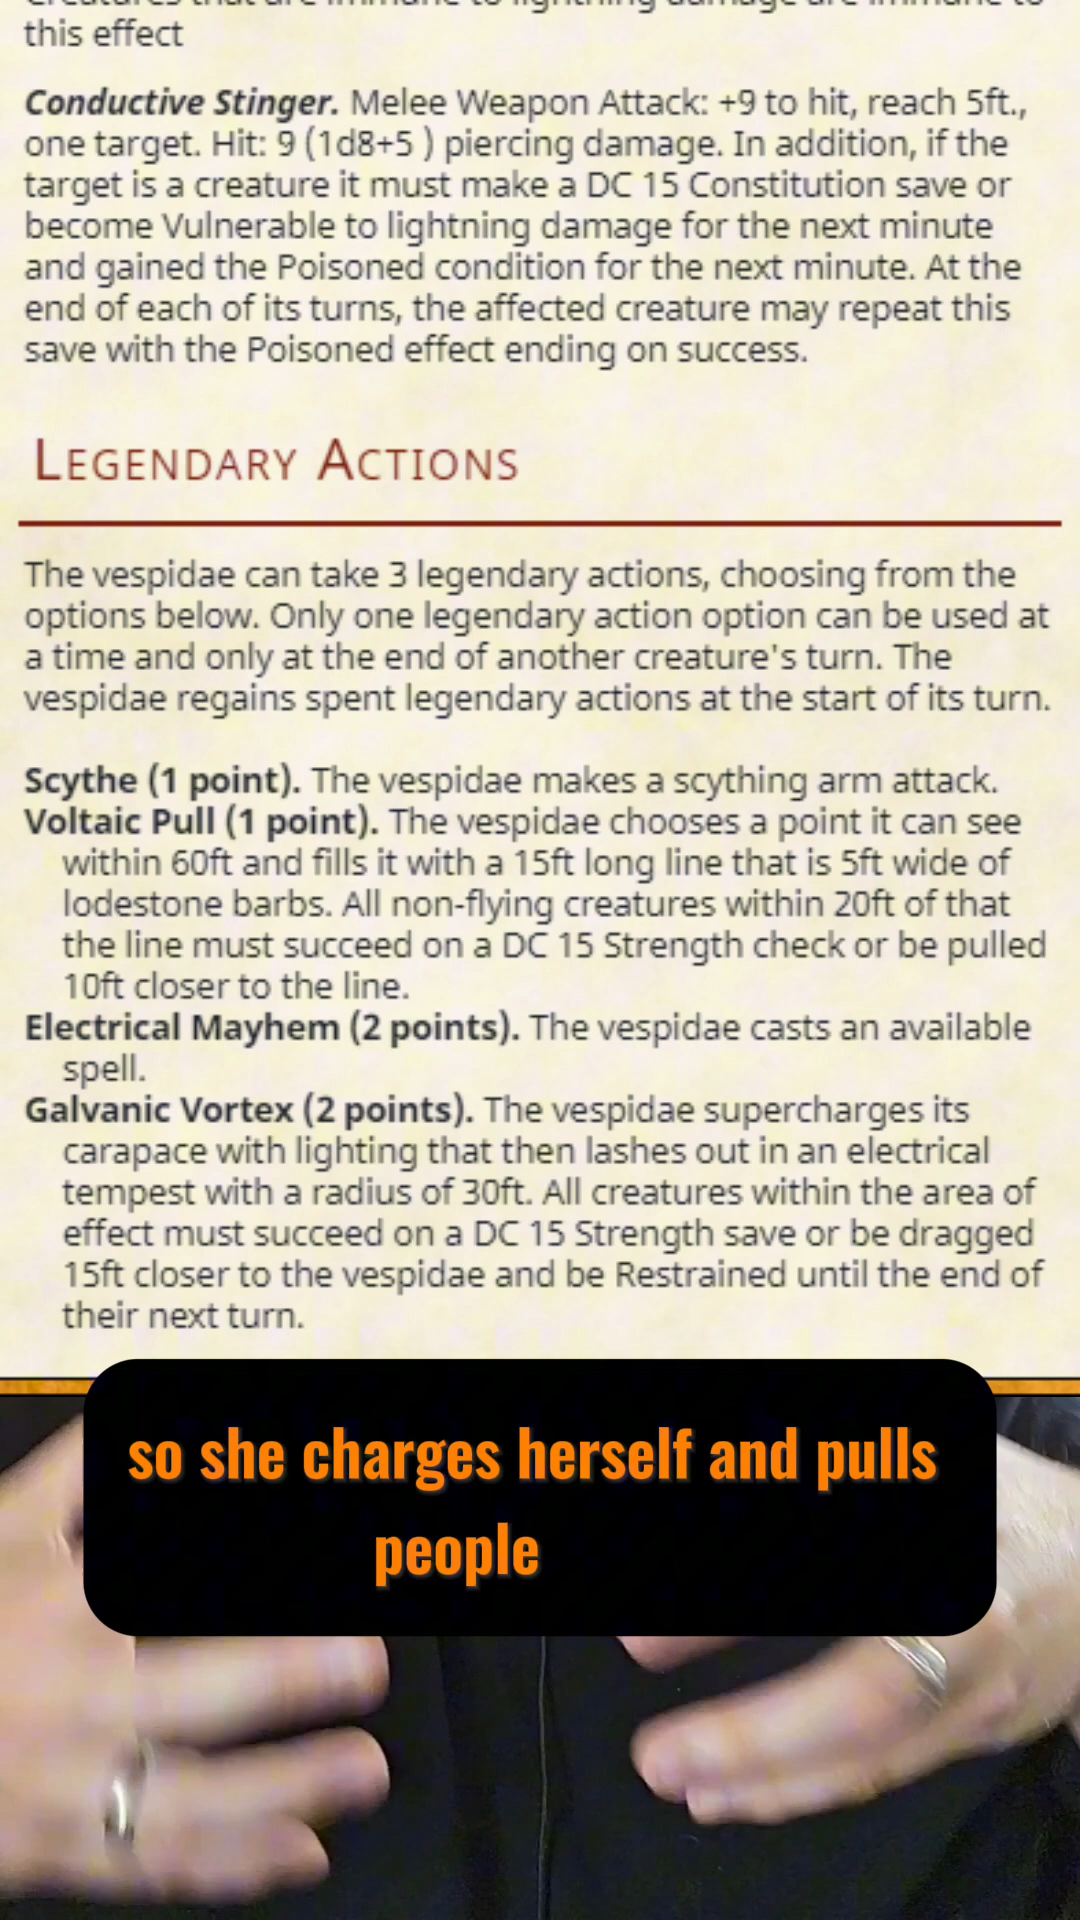 Creatures that are immune to lightning damage are immune to
this effect
Conductive Stinger. Melee Weapon Attack: +9 to hit, reach 5ft.,
one target. Hit: 9 (1d8+5 ) piercing damage. In addition, if the
target is a creature it must make a DC 15 Constitution save or
become Vulnerable to lightning damage for the next minute
and gained the Poisoned condition for the next minute. At the
end of each of its turns, the affected creature may repeat this
save with the Poisoned effect ending on success.
LEGENDARY ACTIONS
The vespidae can take 3 legendary actions, choosing from the
options below. Only one legendary action option can be used at
a time and only at the end of another creature's turn. The
vespidae regains spent legendary actions at the start of its turn.
Scythe (1 point). The vespidae makes a scything arm attack.
Voltaic Pull (1 point). The vespidae chooses a point it can see
within 60ft and fills it with a 15ft long line that is 5ft wide of
lodestone barbs. All non-flying creatures within 20ft of that
the line must succeed on a DC 15 Strength check or be pulled
10ft closer to the line.
Electrical Mayhem (2 points). The vespidae casts an available
spell.
Galvanic Vortex (2 points). The vespidae supercharges its
carapace with lighting that then lashes out in an electrical
tempest with a radius of 30ft. All creatures within the area of
effect must succeed on a DC 15 Strength save or be dragged
15ft closer to the vespidae and be Restrained until the end of
their next turn.
so she charges herself and pulls
people